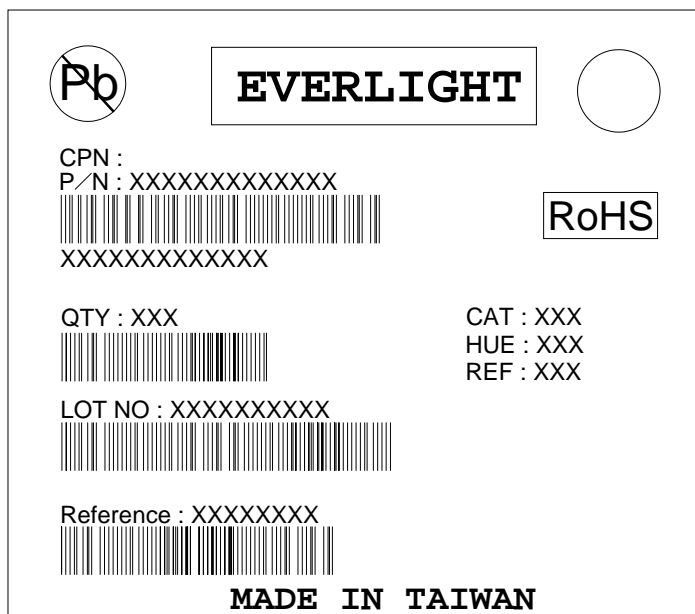 Pb
EVERLIGHT
CPN :
P/N : XXXXXXXXXXXXX
RoHS
XXXXXXXXXXXXX
QTY : XXX
CAT : XXX
HUE : XXX
REF : XXX
LOT NO : XXXXXXXXXX
Reference : XXXXXXXX
MADE IN TAIWAN